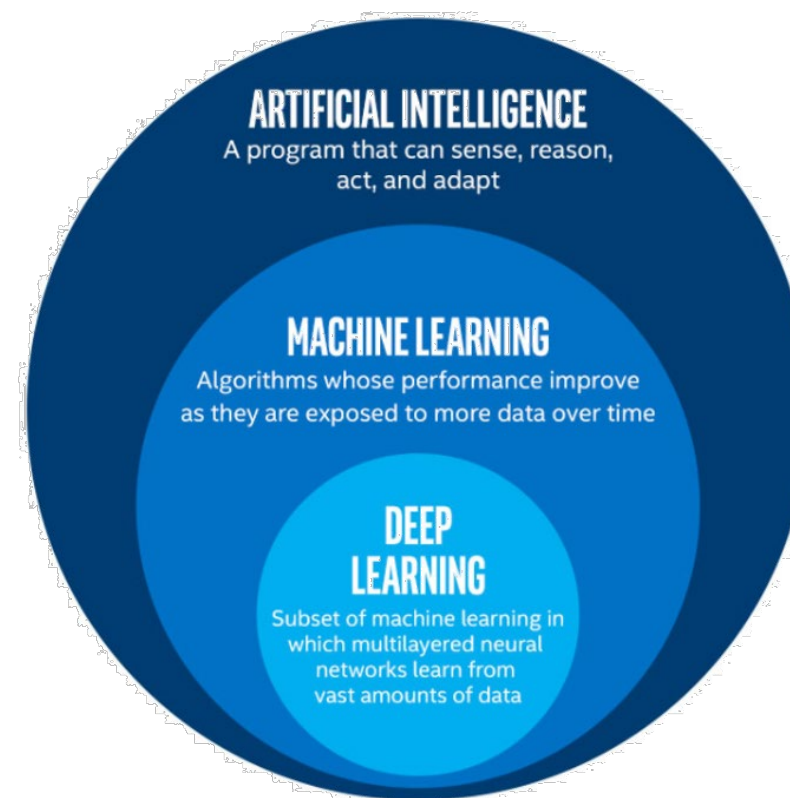 ARTIFICIAL INTELLIGENCE
A program that can sense, reason,
act, and adapt
MACHINE LEARNING
Algorithms whose performance improve
as they are exposed to more data over time
DEEP
LEARNING
Subset of machine learning in
which multilayered neural
networks learn from
vast amounts of data